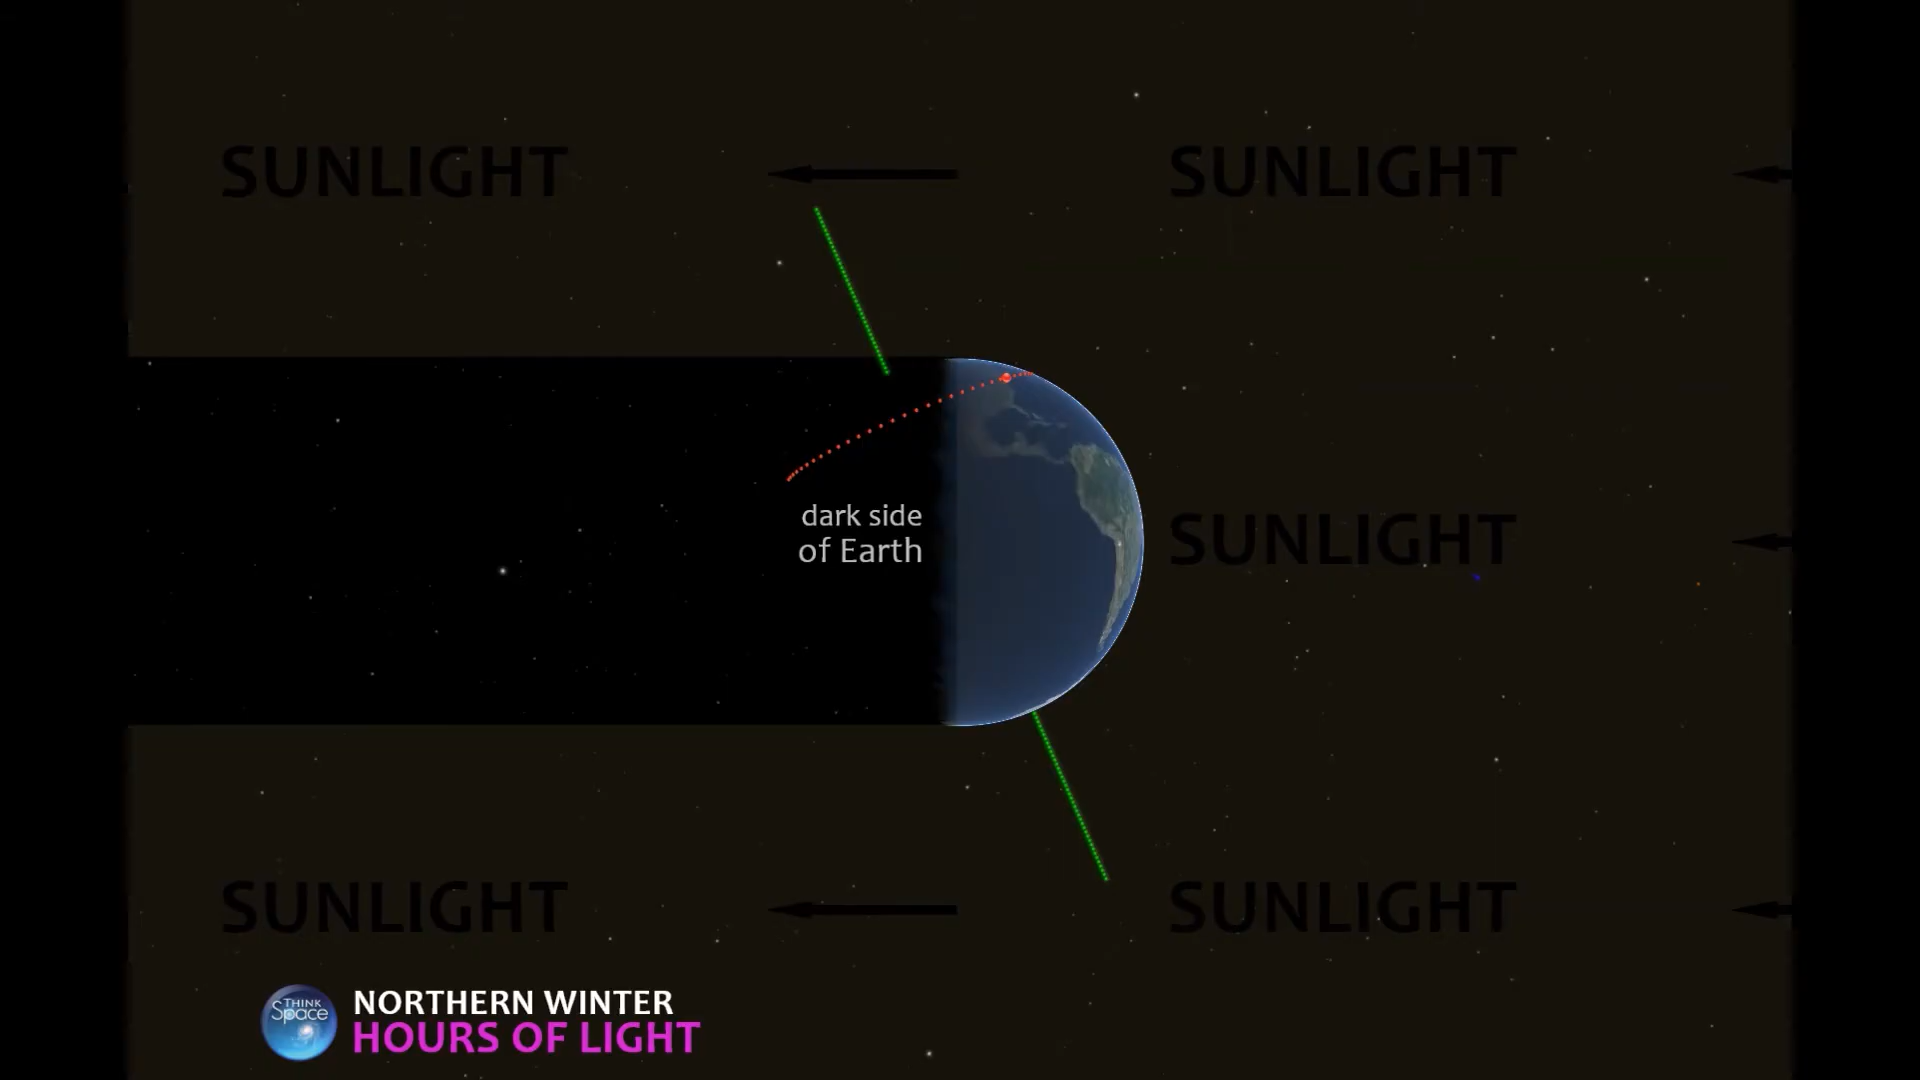 SUNLIGHT SUNLIGHT
dark side
of Earth
SUNLIGHT
SUNLIGHT SUNLIGHT
THINK
Space
NORTHERN WINTER
HOURS OF LIGHT